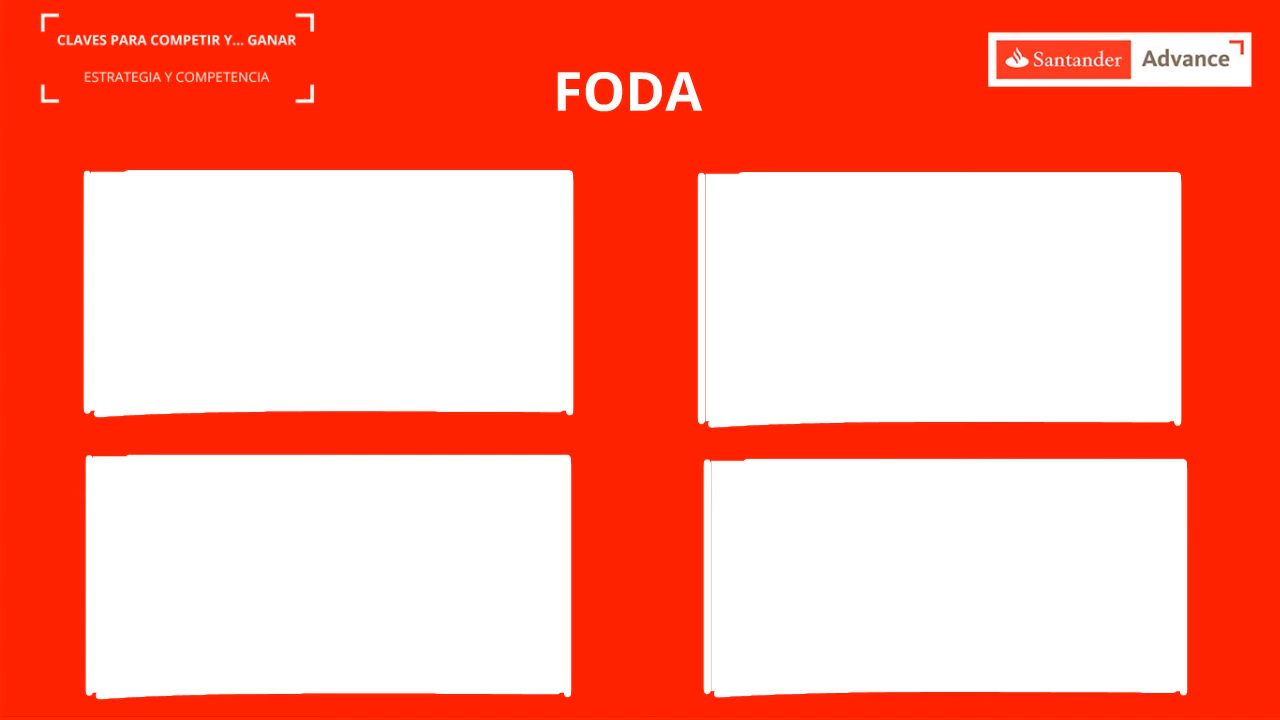 CLAVES PARA COMPETIR Y... GANAR
ESTRATEGIA Y COMPETENCIA
FODA
Santander Advance